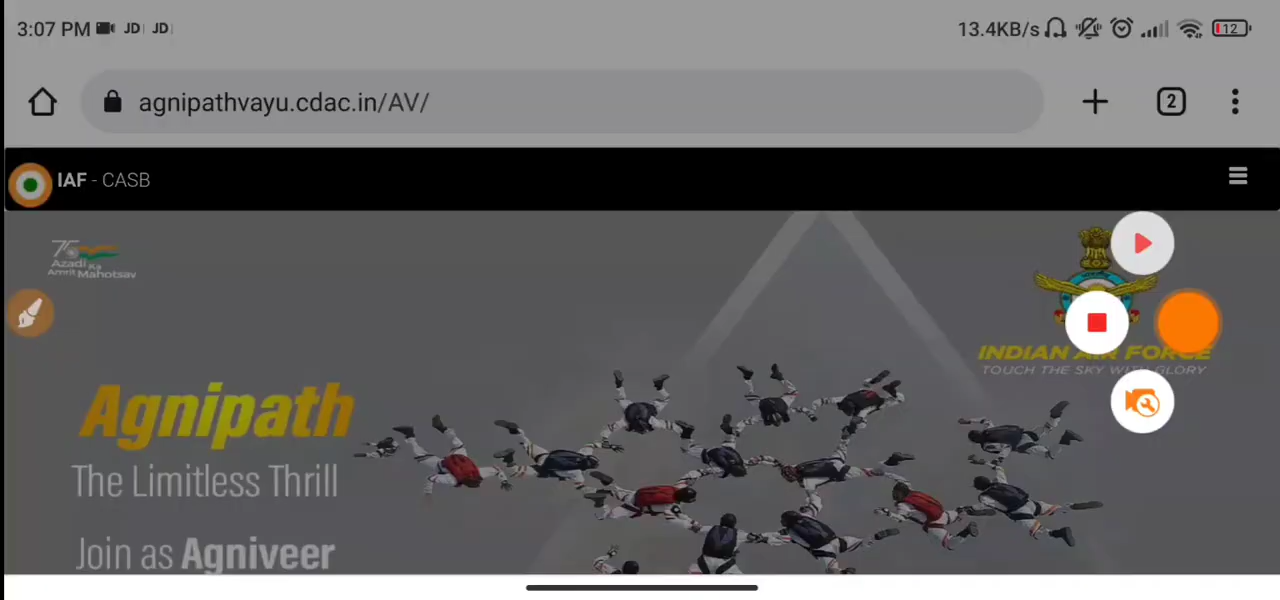 3:07 PM JD JD 13.4KB/s 12
agnipathvayu.cdac.in/AV/ 2
IAF - CASB
75
Azadi Ka
Amrit Mahotsav
INDIAN AIR FORCE
TOUCH THE SKY WITH GLORY
Agnipath
The Limitless Thrill
Join as Agniveer